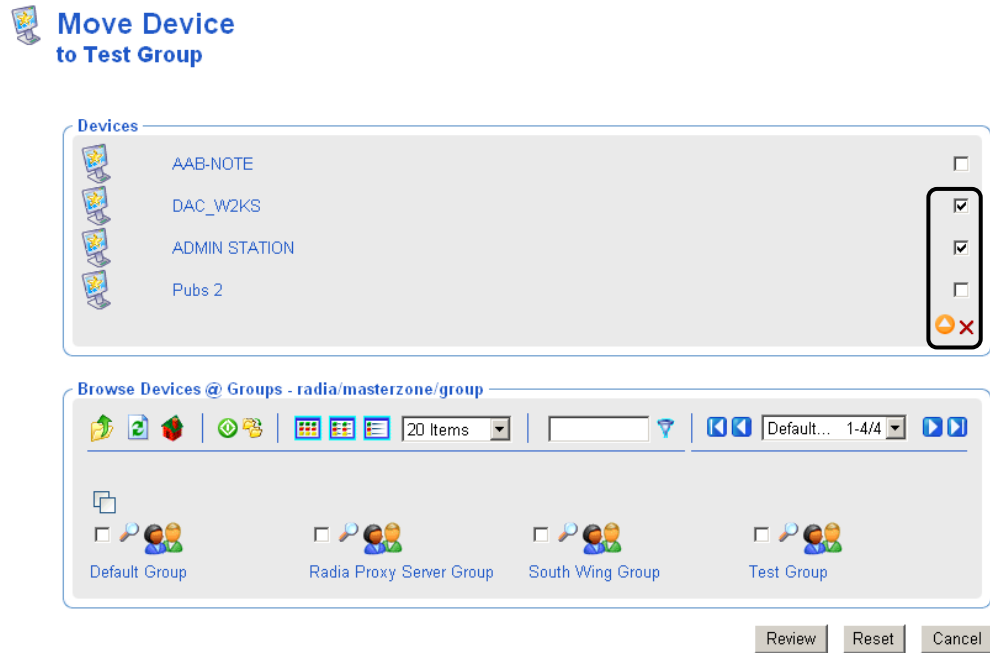 Move Device
to Test Group
Devices
AAB-NOTE
DAC_W2KS
ADMIN STATION
Pubs 2
Browse Devices @ Groups - radia/masterzone/group
20 Items
Default... 1-4/4
Default Group Radia Proxy Server Group South Wing Group Test Group
Review Reset Cancel